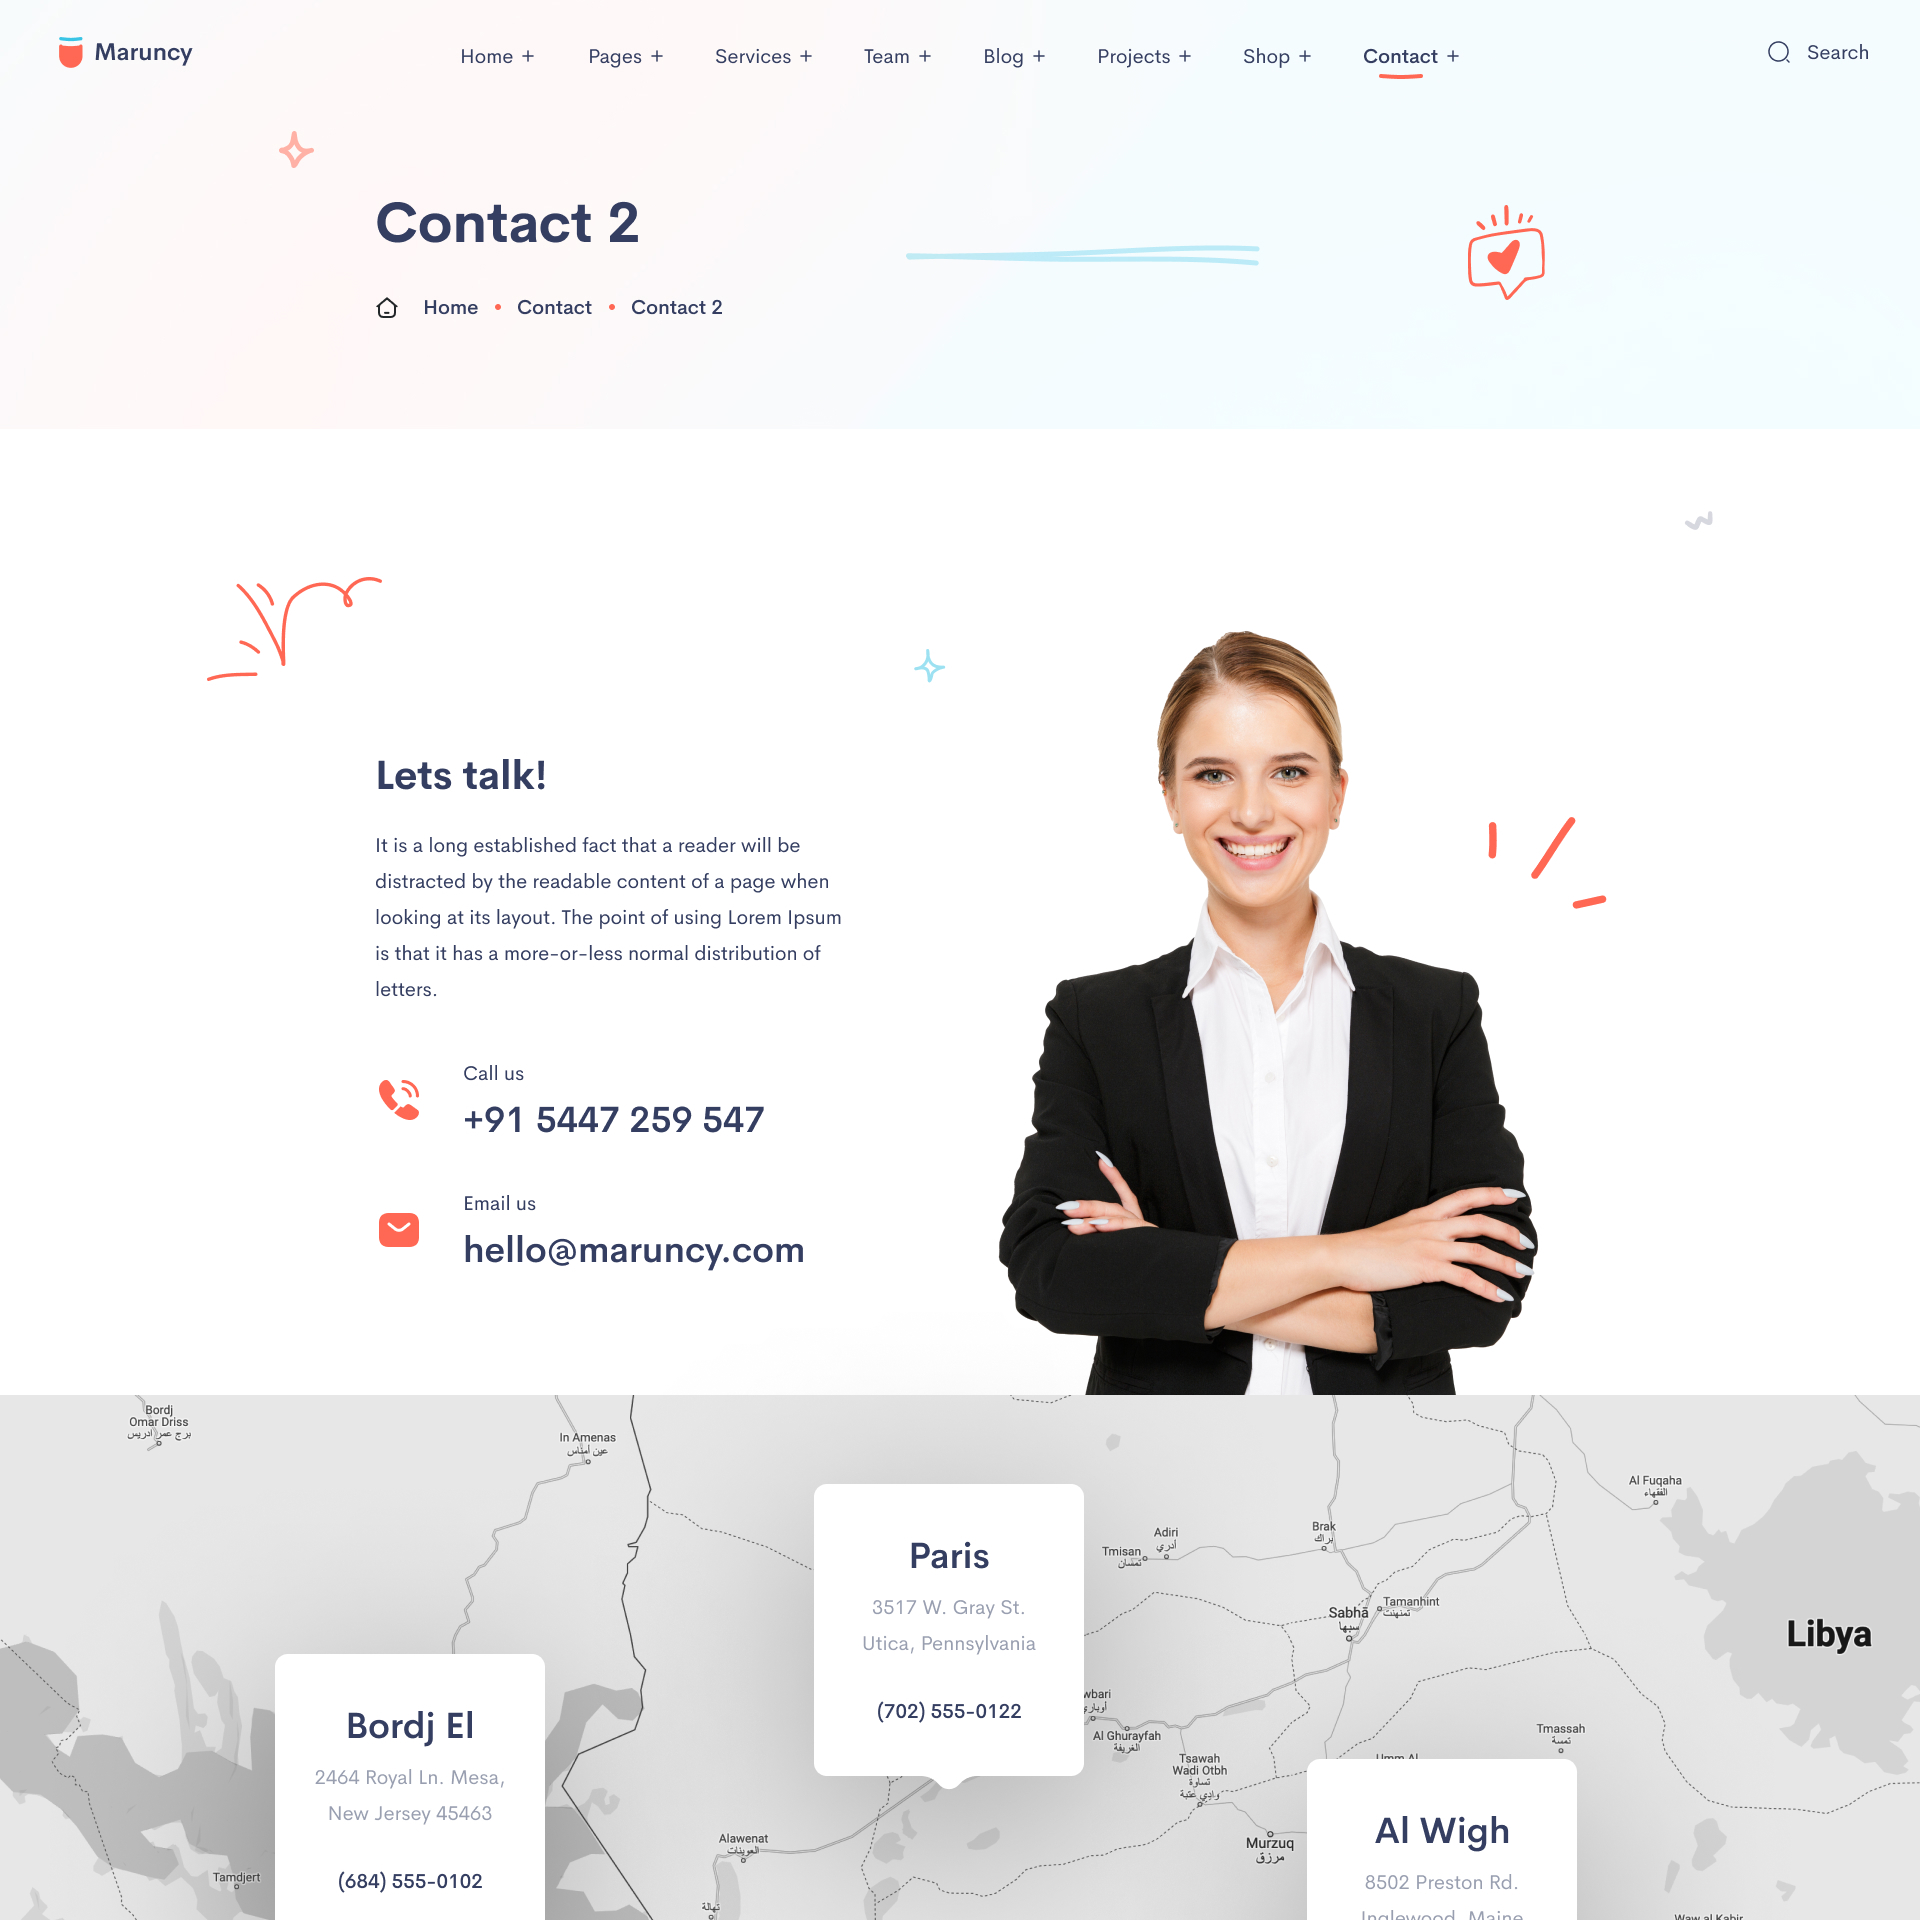 Maruncy
Home +
Pages +
Services +
Team +
Blog +
Projects +
Shop +
Contact +
Search
Contact 2
Home • Contact • Contact 2
Lets talk!
It is a long established fact that a reader will be
distracted by the readable content of a page when
looking at its layout. The point of using Lorem Ipsum
is that it has a more-or-less normal distribution of
letters.
Call us
+91 5447 259 547
Email us
hello@maruncy.com
Bordj
Omar Driss
برج عمر ادريس
In Amenas
عين أمناس
Al Fuqaha
الفقهاء
Paris
3517 W. Gray St.
Utica, Pennsylvania
(702) 555-0122
Adiri
أدري
Tmisan
تمسان
Brak
براك
Sabhā
سبها
Tamanhint
تمنهنت
Libya
Bordj El
2464 Royal Ln. Mesa,
New Jersey 45463
(684) 555-0102
Al Ghurayfah
الغريفة
Tsawah
Wadi Otbh
تساوة
وادي عتبة
Tmassah
تمسة
Umm Al
Alawenat
العوينات
Murzuq
مرزق
Al Wigh
8502 Preston Rd.
Inglewood, Maine
Tamdjert
تهالة
Waw al Kabir